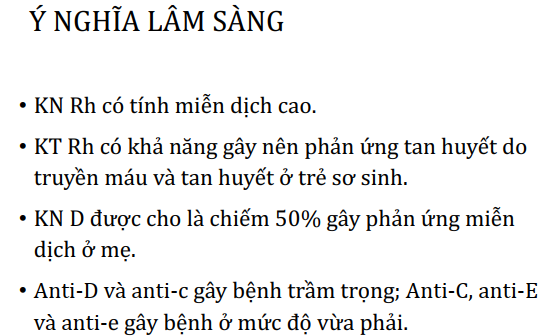 Ý NGHĨA LÂM SÀNG
• KN Rh có tính miễn dịch cao.
• KT Rh có khả năng gây nên phản ứng tan huyết do
truyền máu và tan huyết ở trẻ sơ sinh.
• KN D được cho là chiếm 50% gây phản ứng miễn
dịch ở mẹ.
• Anti-D và anti-c gây bệnh trầm trọng; Anti-C, anti-E
và anti-e gây bệnh ở mức độ vừa phải.